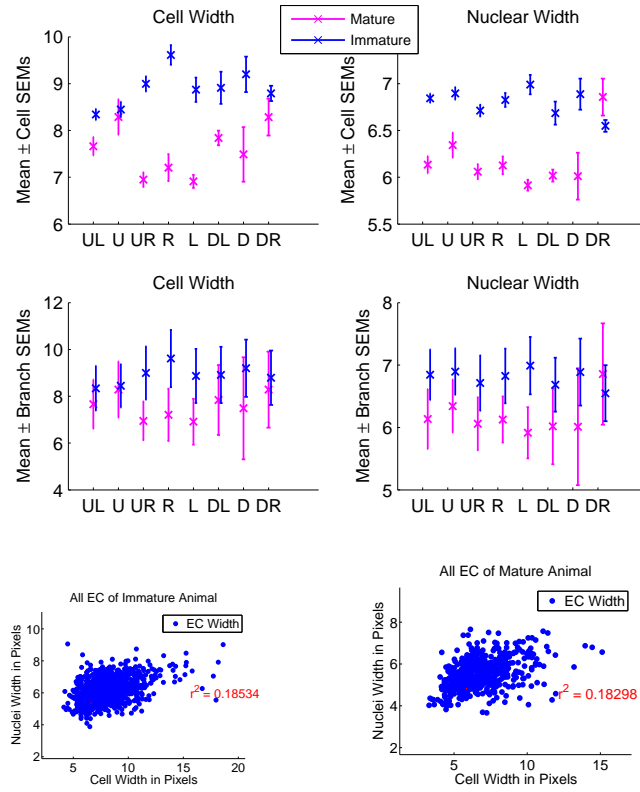 Cell Width
Nuclear Width
Mature
Immature
Mean ± Cell SEMs
10
9
8
7
6
UL U UR R L DL D DR
Mean ± Cell SEMs
7
6.5
6
5.5
UL U UR R L DL D DR
Cell Width
Nuclear Width
Mean ± Branch SEMs
12
10
8
6
4
UL U UR R L DL D DR
Mean ± Branch SEMs
8
7
6
5
UL U UR R L DL D DR
All EC of Immature Animal
EC Width
Nuclei Width in Pixels
10
8
6
4
2
r² = 0.18534
5 10 15 20
Cell Width in Pixels
All EC of Mature Animal
EC Width
Nuclei Width in Pixels
8
6
4
2
r² = 0.18298
5 10 15
Cell Width in Pixels